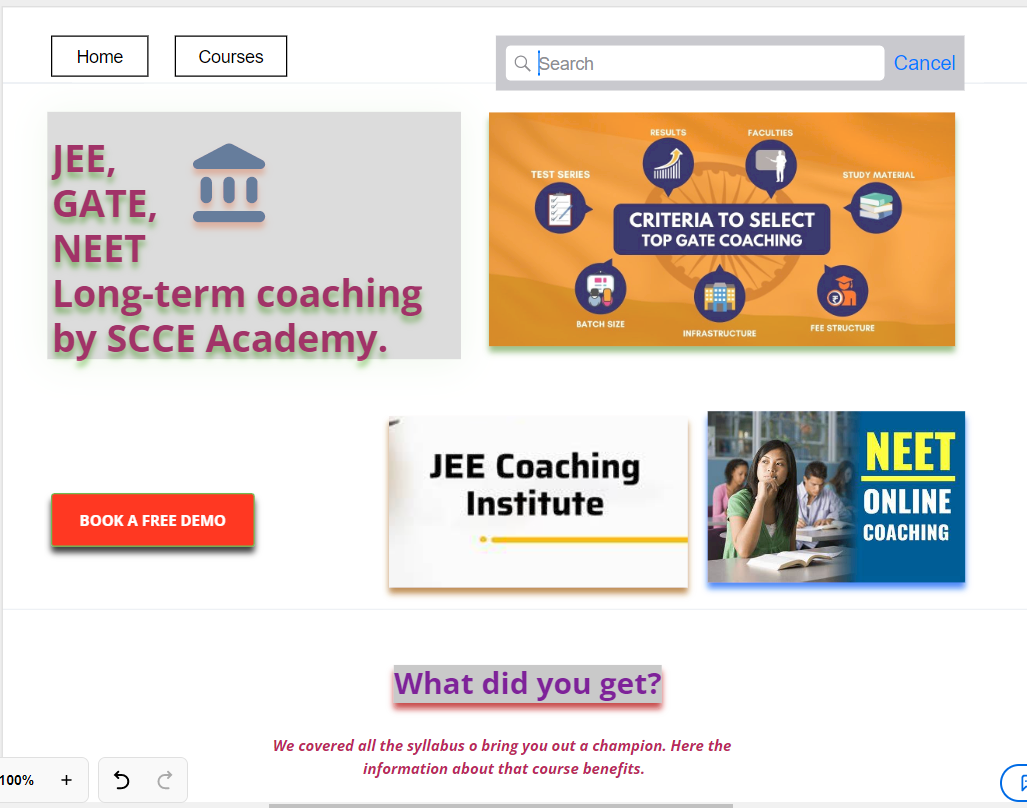 Home
Courses
Search
Cancel
JEE,
GATE,
NEET
Long-term coaching
by SCCE Academy.
RESULTS
FACULTIES
TEST SERIES
STUDY MATERIAL
CRITERIA TO SELECT
TOP GATE COACHING
BATCH SIZE
INFRASTRUCTURE
FEE STRUCTURE
BOOK A FREE DEMO
JEE Coaching
Institute
NEET
ONLINE
COACHING
What did you get?
We covered all the syllabus o bring you out a champion. Here the
information about that course benefits.
100%
+